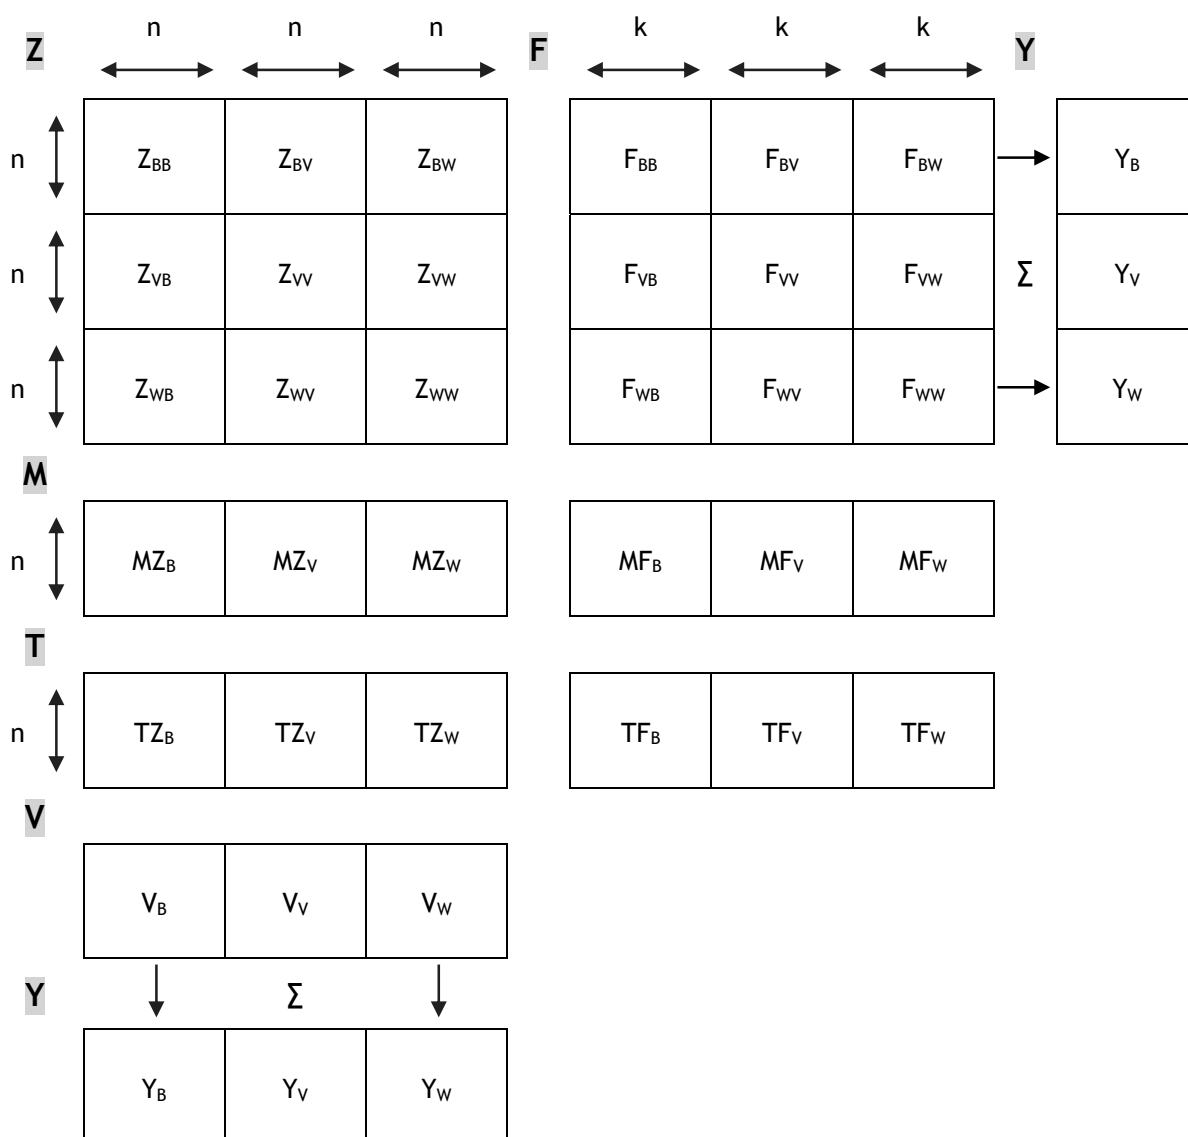 n n n k k k
Z F Y
n Z_BB Z_BV Z_BW F_BB F_BV F_BW Y_B
n Z_VB Z_VV Z_VW F_VB F_VV F_VW Σ Y_V
n Z_WB Z_WV Z_WW F_WB F_WV F_WW Y_W
M
n MZ_B MZ_V MZ_W MF_B MF_V MF_W
T
n TZ_B TZ_V TZ_W TF_B TF_V TF_W
V
V_B V_V V_W
Y Σ
Y_B Y_V Y_W